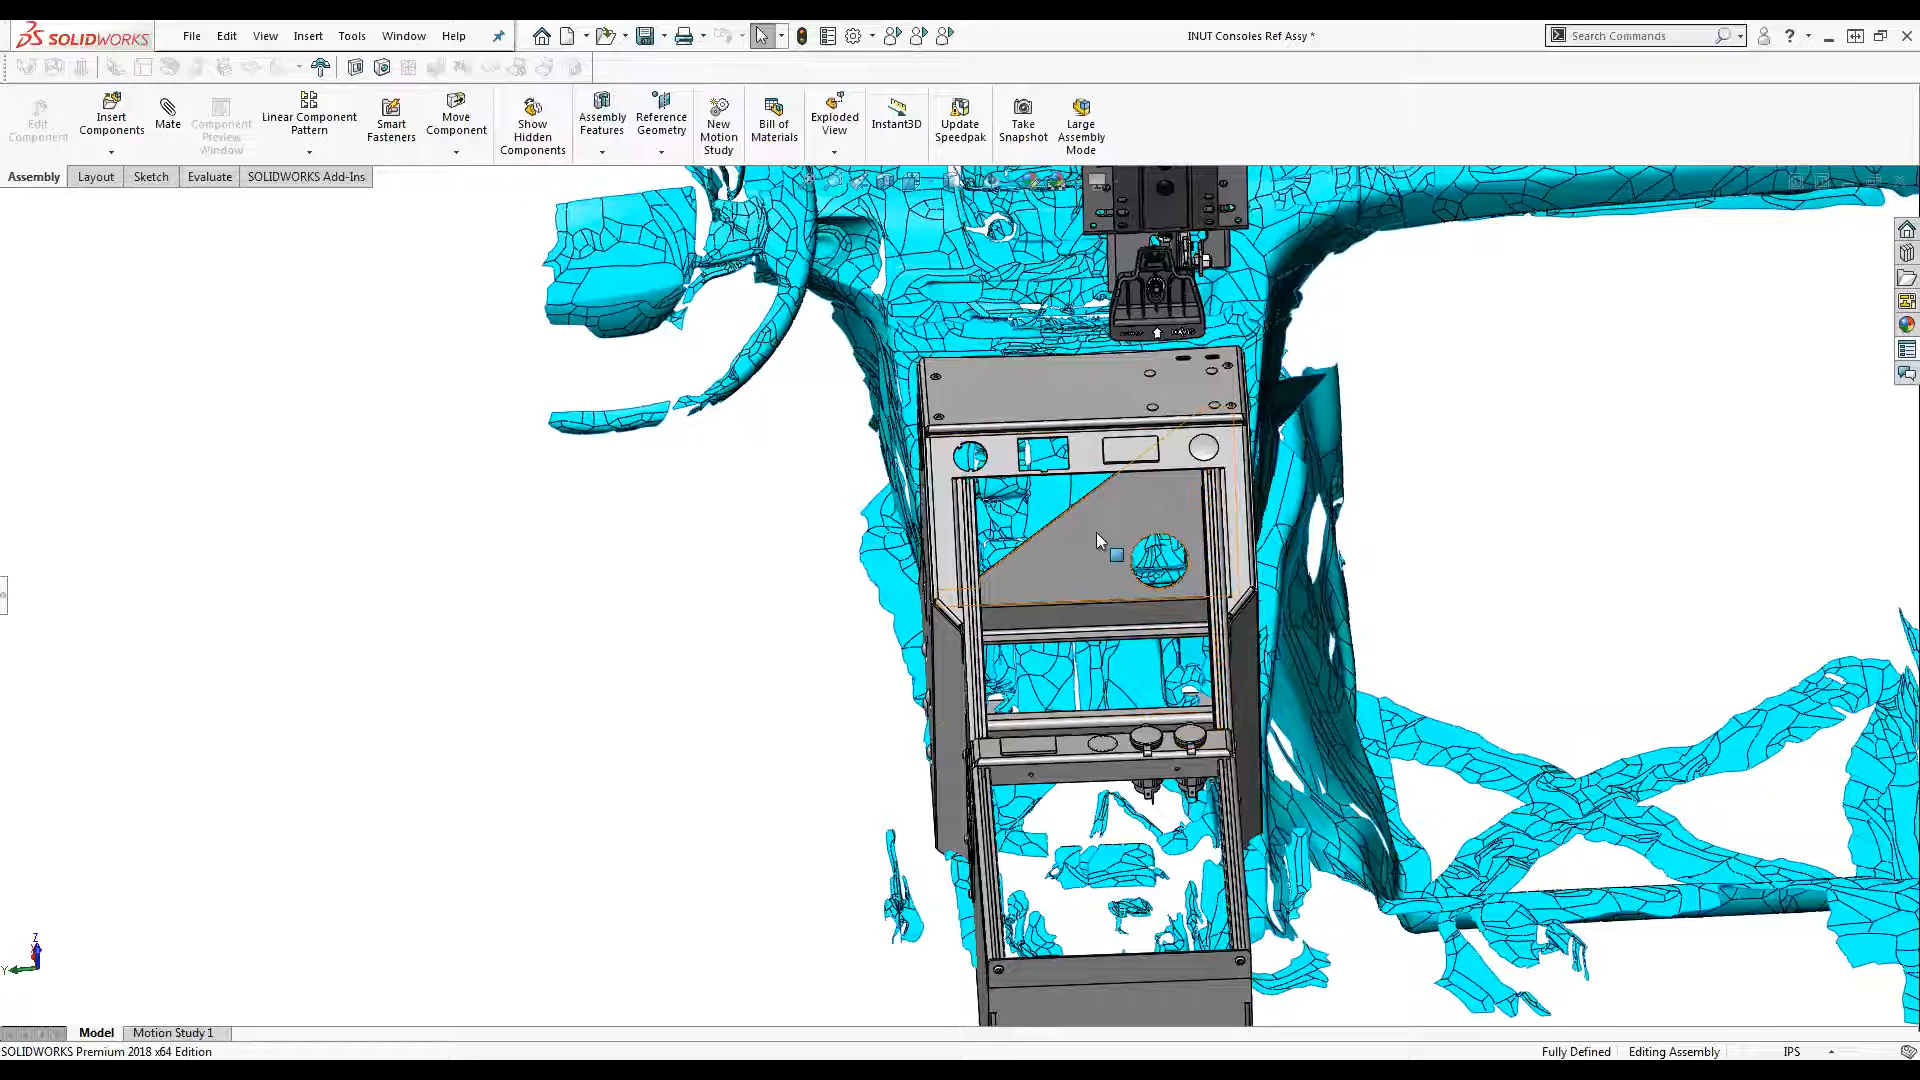 SOLIDWORKS
File Edit View Insert Tools Window Help
INUT Consoles Ref Assy *
Search Commands
?
Edit Component
Insert Components
Mate
Component Preview Window
Linear Component Pattern
Smart Fasteners
Move Component
Show Hidden Components
Assembly Features
Reference Geometry
New Motion Study
Bill of Materials
Exploded View
Instant3D
Update Speedpak
Take Snapshot
Large Assembly Mode
Assembly Layout Sketch Evaluate SOLIDWORKS Add-Ins
Z
Y
Model Motion Study 1
SOLIDWORKS Premium 2018 x64 Edition
Fully Defined Editing Assembly IPS